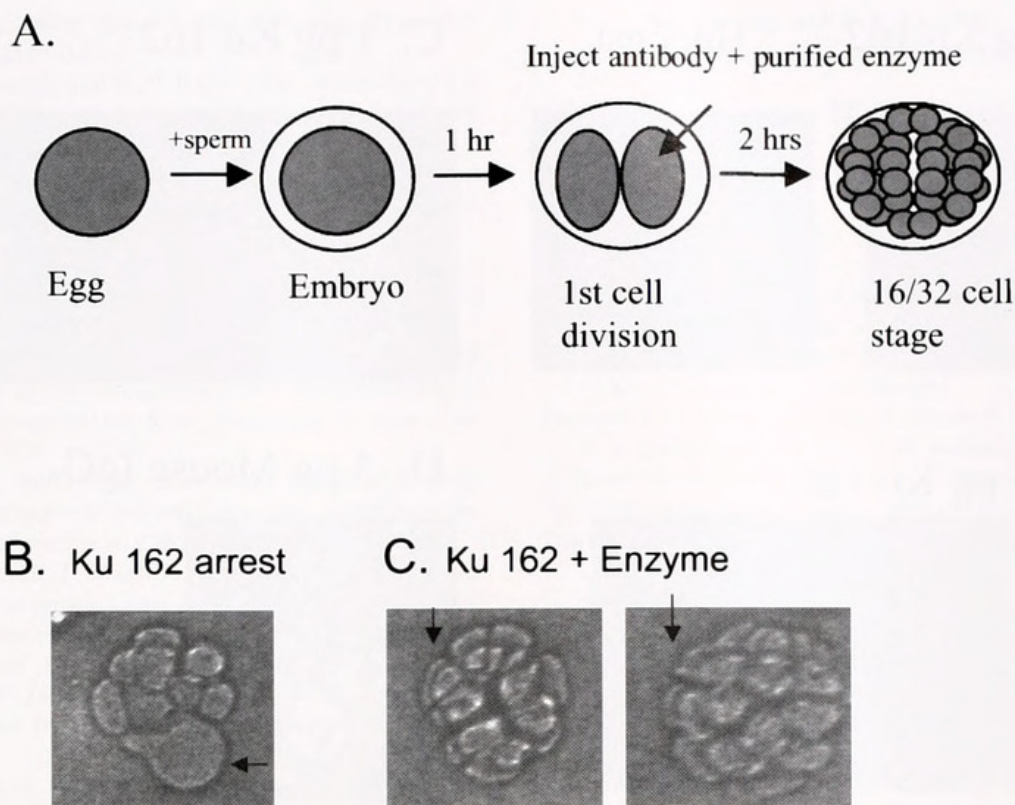 A.
Inject antibody + purified enzyme
+sperm
1 hr
2 hrs
Egg
Embryo
1st cell
division
16/32 cell
stage
B. Ku 162 arrest
C. Ku 162 + Enzyme